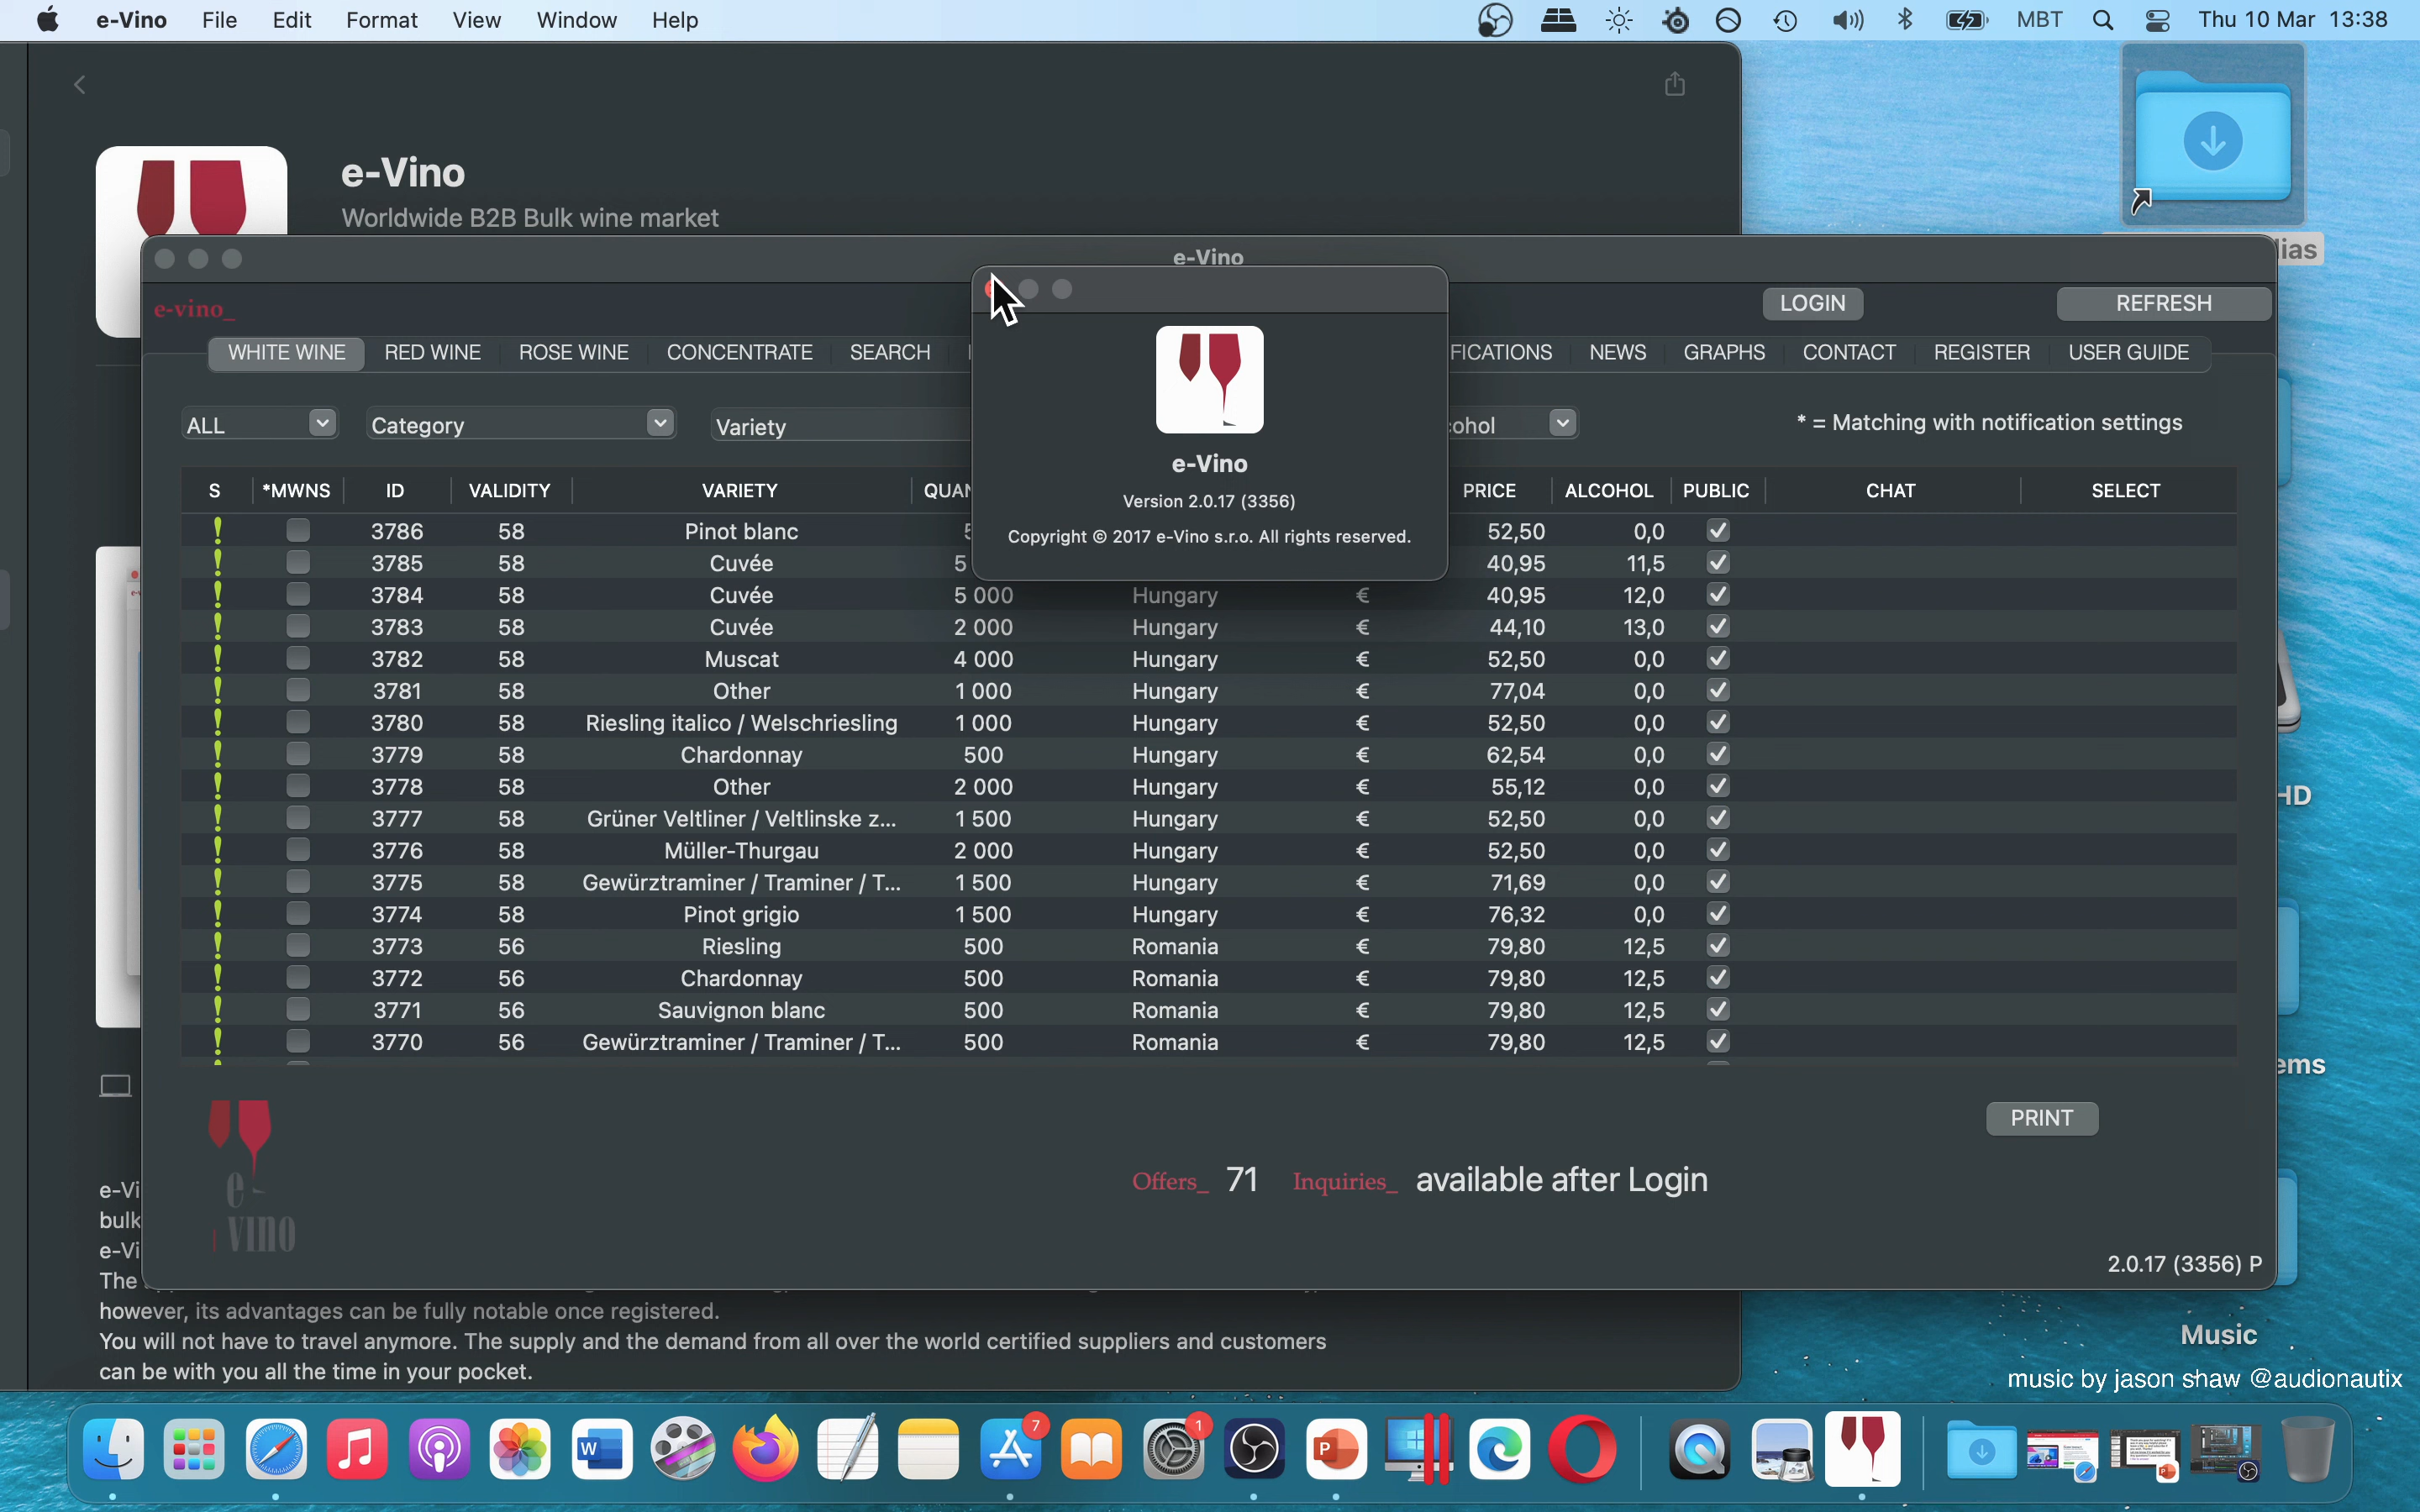 e-Vino File Edit Format View Window Help MBT Thu 10 Mar 13:38
e-Vino
Worldwide B2B Bulk wine market
e-Vino
e-vino_ LOGIN REFRESH
WHITE WINE RED WINE ROSE WINE CONCENTRATE SEARCH FICATIONS NEWS GRAPHS CONTACT REGISTER USER GUIDE
ALL Category Variety cohol * = Matching with notification settings
e-Vino
Version 2.0.17 (3356)
Copyright © 2017 e-Vino s.r.o. All rights reserved.
S *MWNS ID VALIDITY VARIETY QUAN PRICE ALCOHOL PUBLIC CHAT SELECT
! 3786 58 Pinot blanc 52,50 0,0
! 3785 58 Cuvée 5 40,95 11,5
! 3784 58 Cuvée 5 000 Hungary € 40,95 12,0
! 3783 58 Cuvée 2 000 Hungary € 44,10 13,0
! 3782 58 Muscat 4 000 Hungary € 52,50 0,0
! 3781 58 Other 1 000 Hungary € 77,04 0,0
! 3780 58 Riesling italico / Welschriesling 1 000 Hungary € 52,50 0,0
! 3779 58 Chardonnay 500 Hungary € 62,54 0,0
! 3778 58 Other 2 000 Hungary € 55,12 0,0
! 3777 58 Grüner Veltliner / Veltlinske z... 1 500 Hungary € 52,50 0,0
! 3776 58 Müller-Thurgau 2 000 Hungary € 52,50 0,0
! 3775 58 Gewürztraminer / Traminer / T... 1 500 Hungary € 71,69 0,0
! 3774 58 Pinot grigio 1 500 Hungary € 76,32 0,0
! 3773 56 Riesling 500 Romania € 79,80 12,5
! 3772 56 Chardonnay 500 Romania € 79,80 12,5
! 3771 56 Sauvignon blanc 500 Romania € 79,80 12,5
! 3770 56 Gewürztraminer / Traminer / T... 500 Romania € 79,80 12,5
PRINT
Offers_ 71 Inquiries_ available after Login
e-
vino
2.0.17 (3356) P
e-Vi
bulk
e-Vi
The
however, its advantages can be fully notable once registered.
You will not have to travel anymore. The supply and the demand from all over the world certified suppliers and customers
can be with you all the time in your pocket.
lias
HD
ems
Music
music by jason shaw @audionautix
7
1
W
P